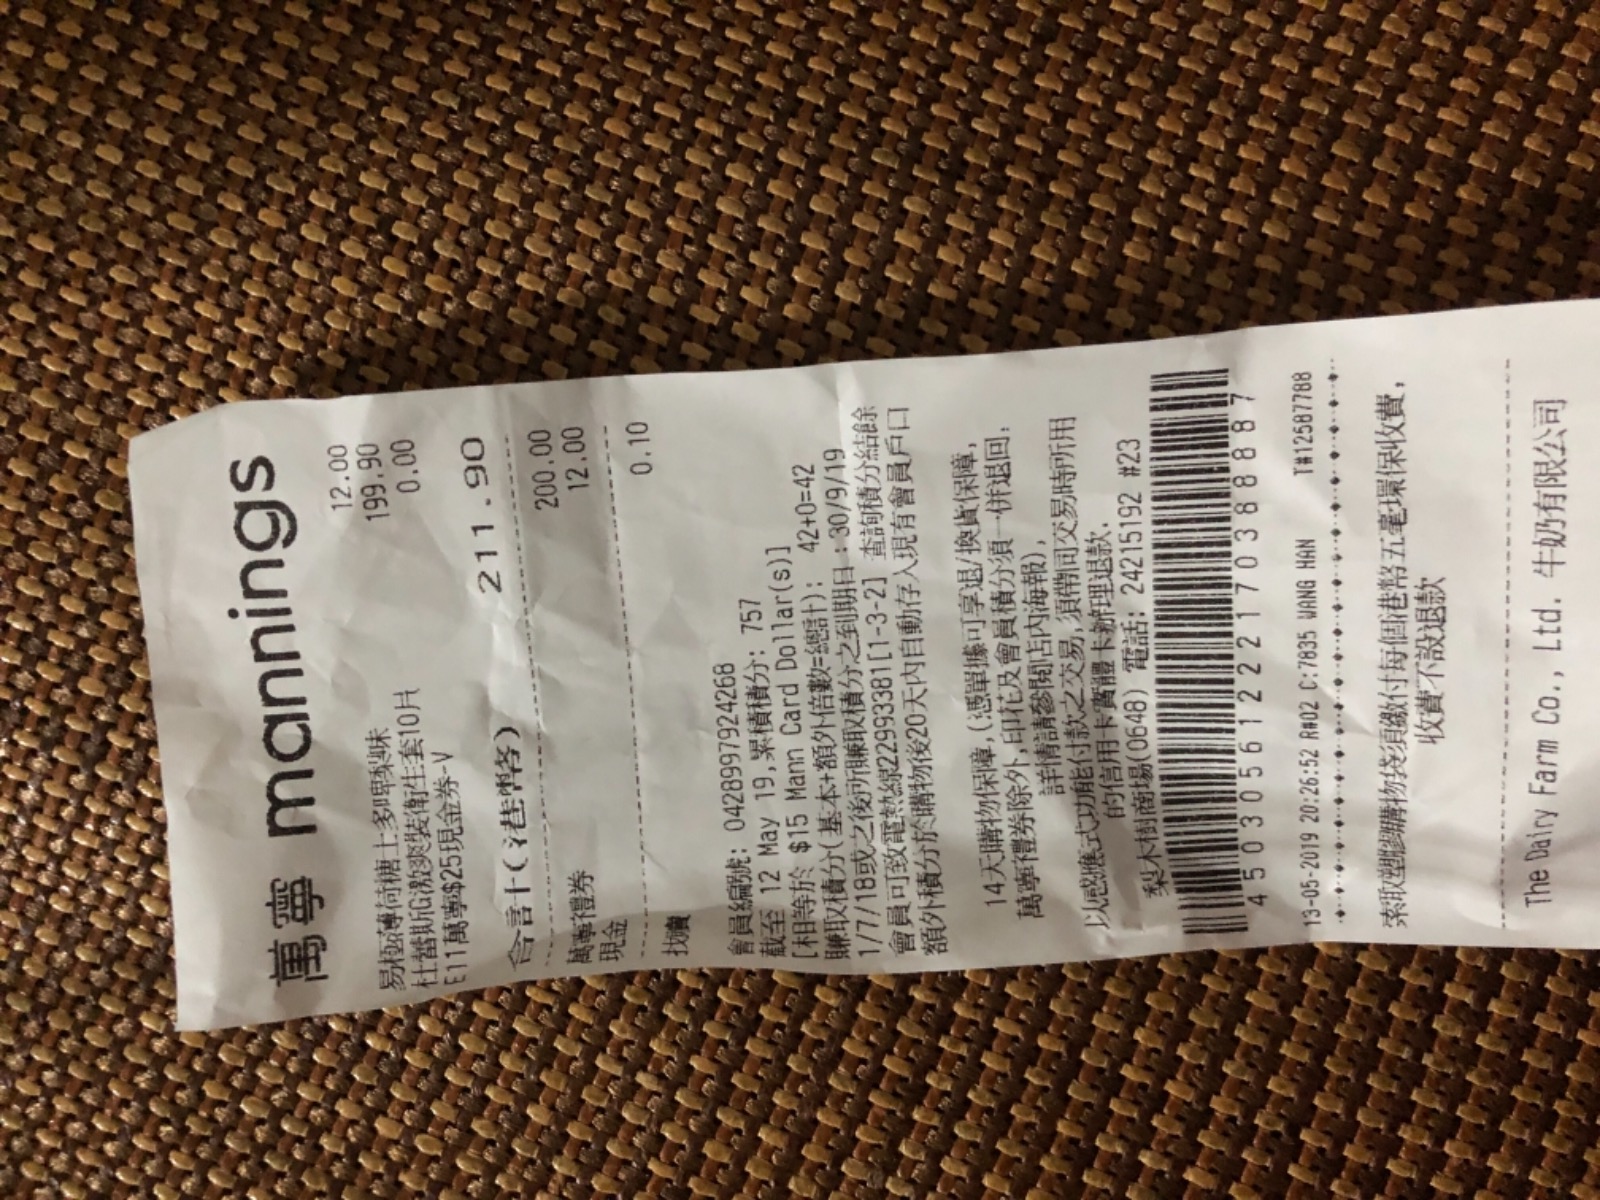 萬寧 mannings
易極薄荷糖士多啤梨味 12.00
杜蕾斯G激爽裝衛生套10片 199.90
E11萬寧$25現金券-V 0.00
合計(港幣) 211.90
萬寧禮券 200.00
現金 12.00
找贖 0.10
會員編號: 0428997924268
截至 12 May 19,累積積分: 757
[相等於 $15 Mann Card Dollar(s)]
賺取積分(基本+額外倍數=總計): 42+0=42
1/7/18或之後所賺取積分之到期日:30/9/19
會員可致電熱線22993381[1-3-2] 查詢積分結餘
額外積分於購物後20天內自動存入現有會員戶口
14天購物保障,(憑單據可享退/換貨保障,
萬寧禮券除外,印花及會員積分須一併退回.
詳情請參閱店內海報),
以感應式功能付款之交易,須帶同交易時所用
的信用卡實體卡辦理退款.
梨木樹商場(0648) 電話: 24215192 #23
45030561222170388887
13-05-2019 20:26:52 R#02 C:7835 WANG HAN T#12587788
索取塑膠購物袋須繳付每個港幣五毫環保收費,
收費不設退款
The Dairy Farm Co., Ltd. 牛奶有限公司